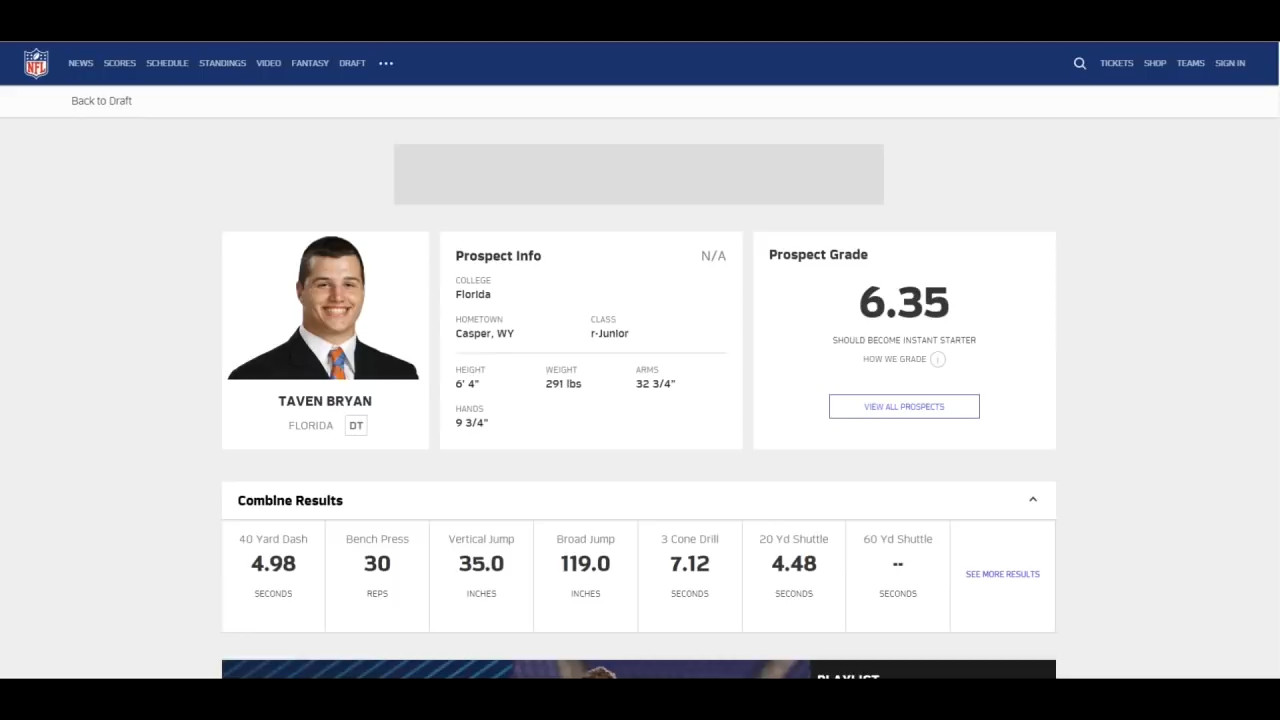 NFL
NEWS SCORES SCHEDULE STANDINGS VIDEO FANTASY DRAFT ••• TICKETS SHOP TEAMS SIGN IN
Back to Draft
TAVEN BRYAN
FLORIDA DT
Prospect Info N/A
COLLEGE
Florida
HOMETOWN CLASS
Casper, WY r-Junior
HEIGHT WEIGHT ARMS
6' 4" 291 lbs 32 3/4"
HANDS
9 3/4"
Prospect Grade
6.35
SHOULD BECOME INSTANT STARTER
HOW WE GRADE i
VIEW ALL PROSPECTS
Combine Results
40 Yard Dash Bench Press Vertical Jump Broad Jump 3 Cone Drill 20 Yd Shuttle 60 Yd Shuttle
4.98 30 35.0 119.0 7.12 4.48 --
SECONDS REPS INCHES INCHES SECONDS SECONDS SECONDS
SEE MORE RESULTS
PLAYLIST